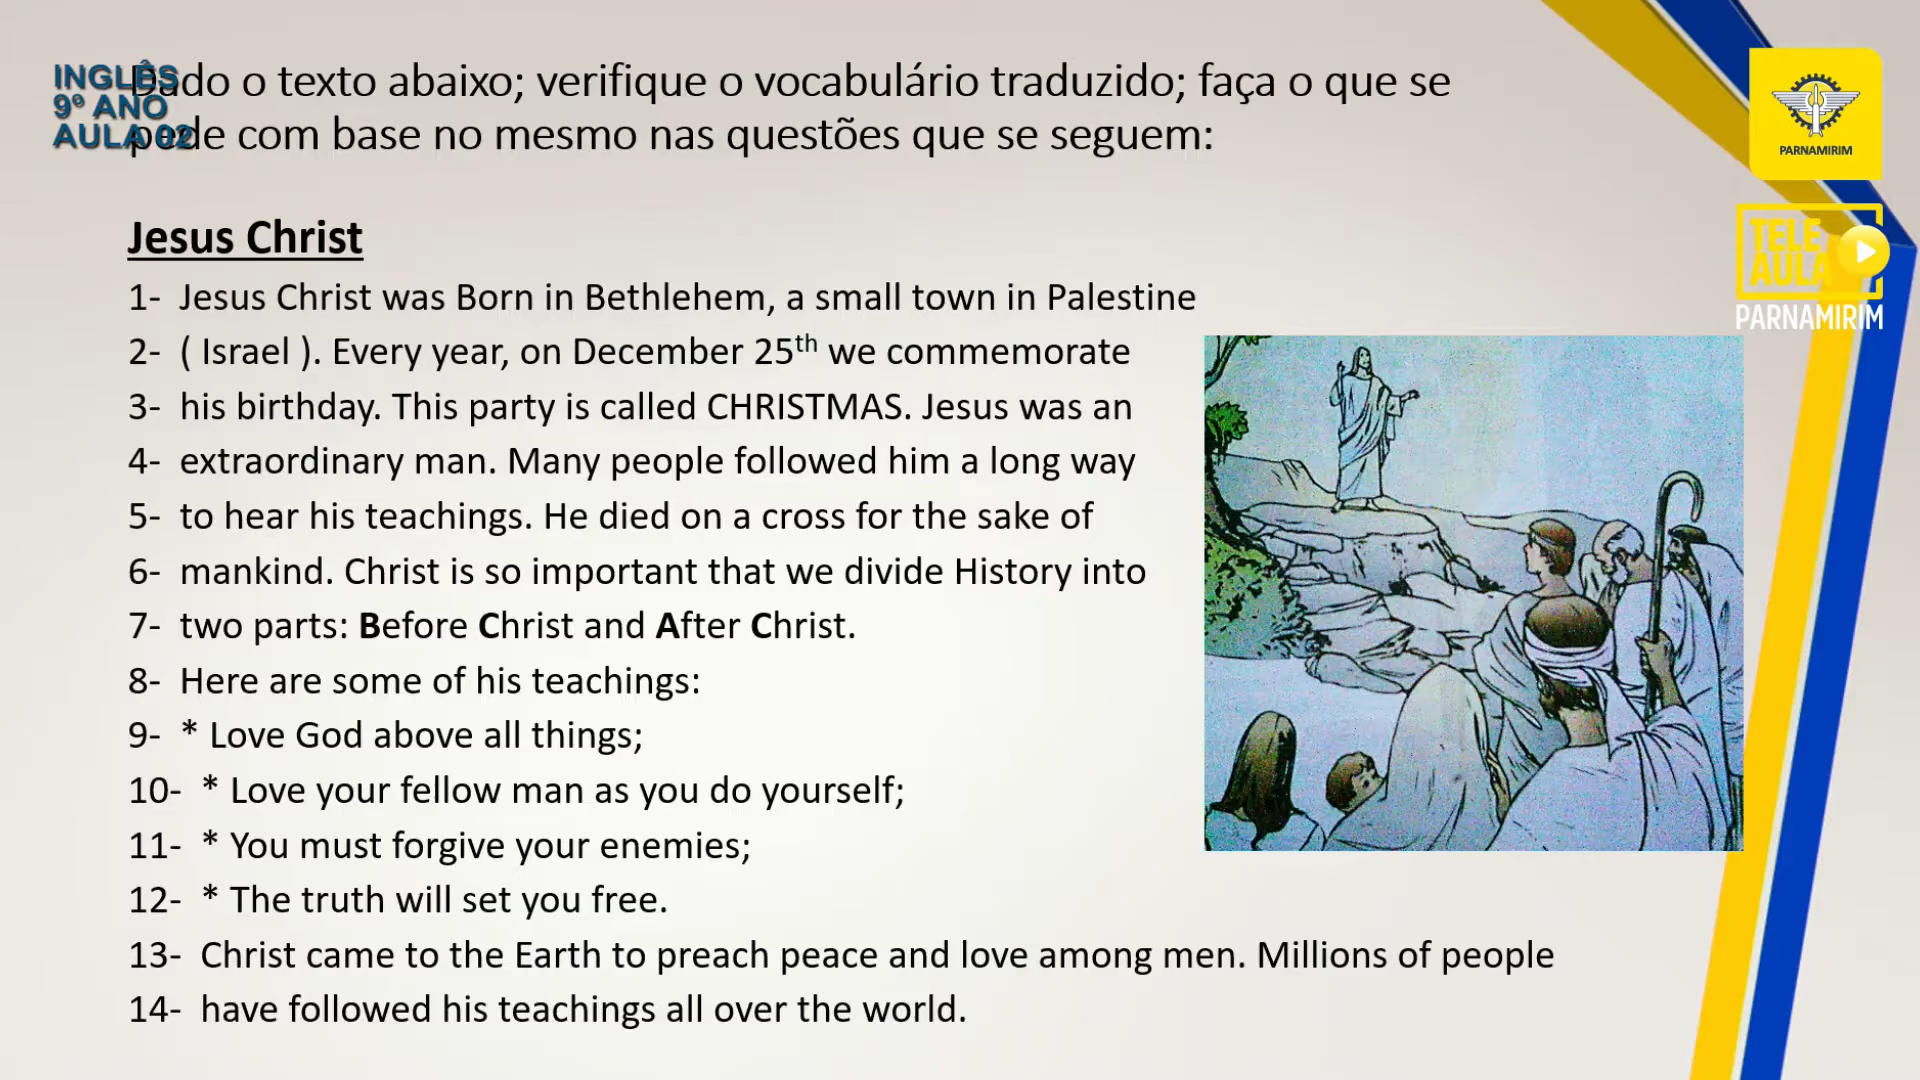 INGLÊS
9º ANO
AULA 02
Dado o texto abaixo; verifique o vocabulário traduzido; faça o que se
pede com base no mesmo nas questões que se seguem:
PARNAMIRIM
TELE
AULA
PARNAMIRIM
Jesus Christ
1- Jesus Christ was Born in Bethlehem, a small town in Palestine
2- ( Israel ). Every year, on December 25th we commemorate
3- his birthday. This party is called CHRISTMAS. Jesus was an
4- extraordinary man. Many people followed him a long way
5- to hear his teachings. He died on a cross for the sake of
6- mankind. Christ is so important that we divide History into
7- two parts: Before Christ and After Christ.
8- Here are some of his teachings:
9- * Love God above all things;
10- * Love your fellow man as you do yourself;
11- * You must forgive your enemies;
12- * The truth will set you free.
13- Christ came to the Earth to preach peace and love among men. Millions of people
14- have followed his teachings all over the world.